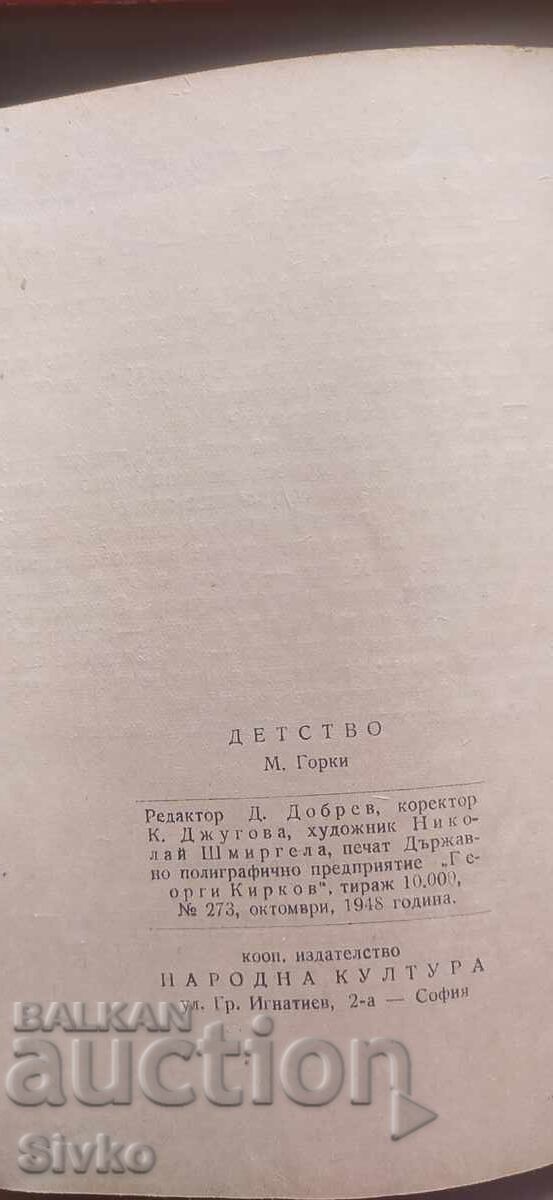 ДЕТСТВО
М. Горки
Редактор Д. Добрев, коректор
К. Джугова, художник Нико-
лай Шмиргела, печат Държав-
но полиграфично предприятие „Ге-
орги Кирков", тираж 10.000,
№ 273, октомври, 1948 година.
кооп. издателство
НАРОДНА КУЛТУРА
ул. Гр. Игнатиев, 2-а — София
BALKAN
auction
Sivko